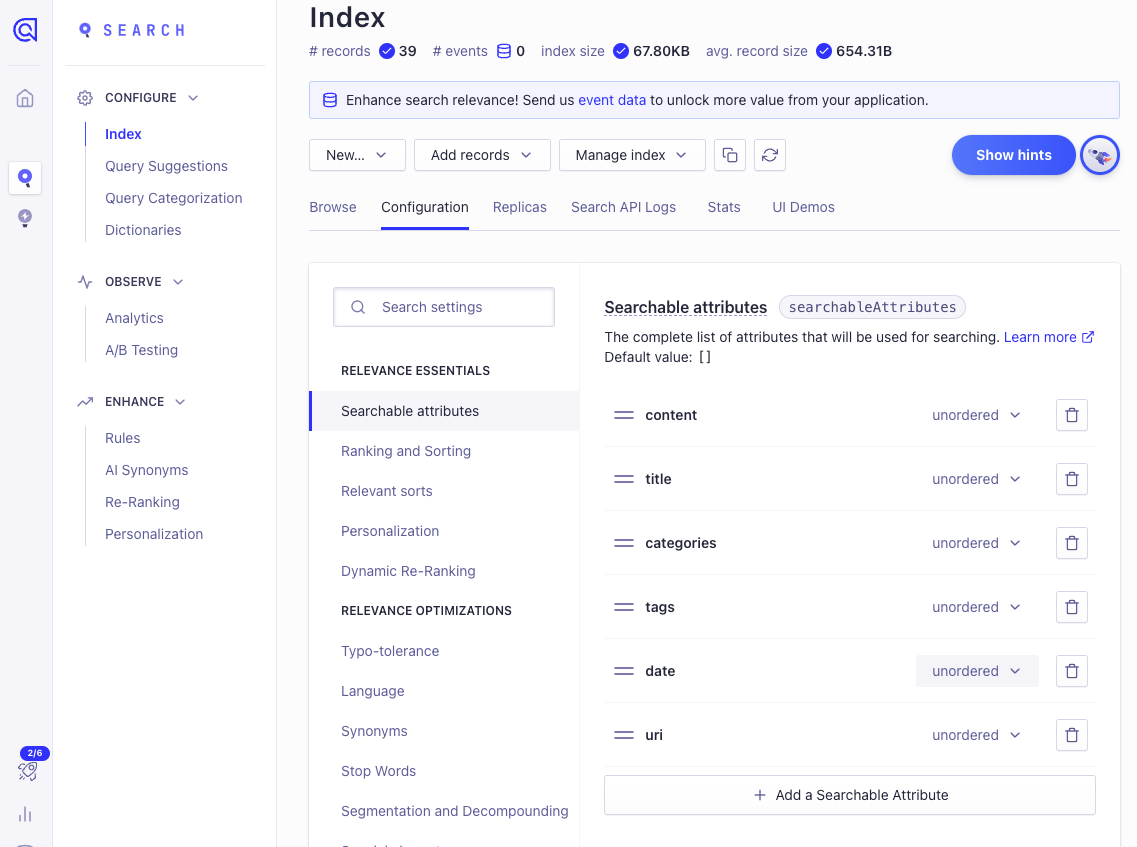 SEARCH
CONFIGURE
Index
Query Suggestions
Query Categorization
Dictionaries
OBSERVE
Analytics
A/B Testing
ENHANCE
Rules
AI Synonyms
Re-Ranking
Personalization
2/6
Index
# records 39 # events 0 index size 67.80KB avg. record size 654.31B
Enhance search relevance! Send us event data to unlock more value from your application.
New... Add records Manage index Show hints
Browse Configuration Replicas Search API Logs Stats UI Demos
Search settings
RELEVANCE ESSENTIALS
Searchable attributes
Ranking and Sorting
Relevant sorts
Personalization
Dynamic Re-Ranking
RELEVANCE OPTIMIZATIONS
Typo-tolerance
Language
Synonyms
Stop Words
Segmentation and Decompounding
Searchable attributes searchableAttributes
The complete list of attributes that will be used for searching. Learn more
Default value: []
content unordered
title unordered
categories unordered
tags unordered
date unordered
uri unordered
+ Add a Searchable Attribute